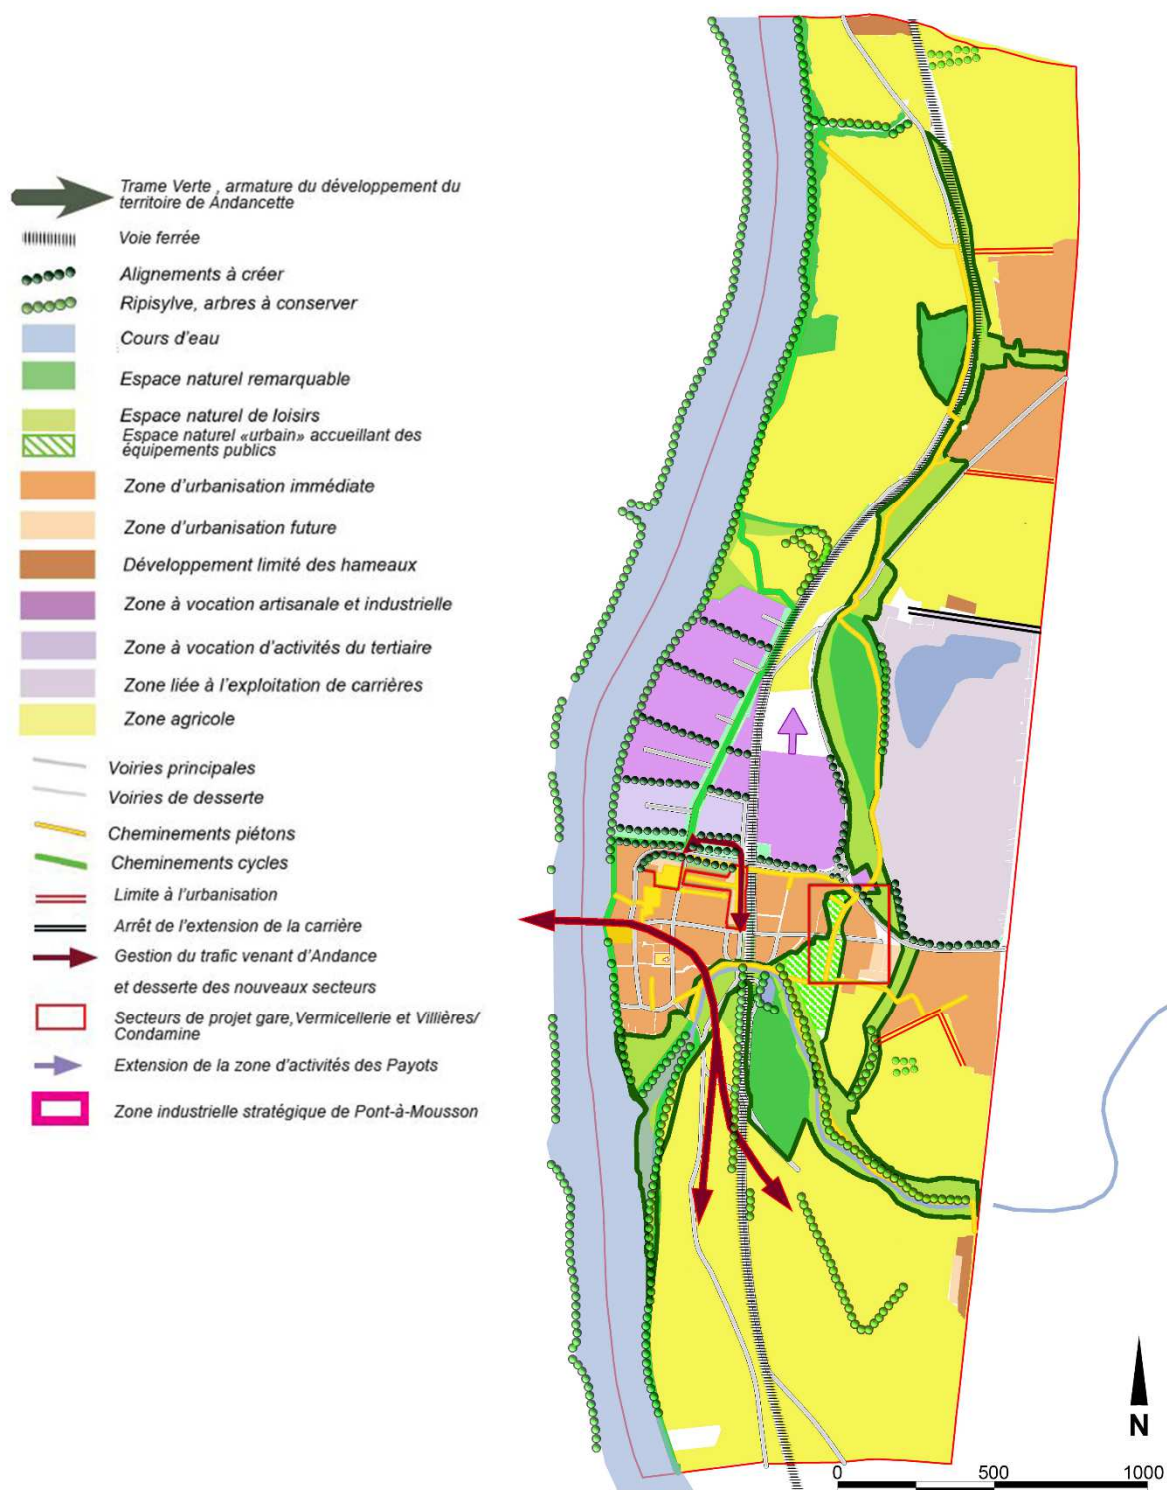 Trame Verte , armature du développement du
territoire de Andancette
Voie ferrée
Alignements à créer
Ripisylve, arbres à conserver
Cours d'eau
Espace naturel remarquable
Espace naturel de loisirs
Espace naturel «urbain» accueillant des
équipements publics
Zone d'urbanisation immédiate
Zone d'urbanisation future
Développement limité des hameaux
Zone à vocation artisanale et industrielle
Zone à vocation d'activités du tertiaire
Zone liée à l'exploitation de carrières
Zone agricole
Voiries principales
Voiries de desserte
Cheminements piétons
Cheminements cycles
Limite à l'urbanisation
Arrêt de l'extension de la carrière
Gestion du trafic venant d'Andance
et desserte des nouveaux secteurs
Secteurs de projet gare,Vermicellerie et Villières/
Condamine
Extension de la zone d'activités des Payots
Zone industrielle stratégique de Pont-à-Mousson
N
0 500 1000